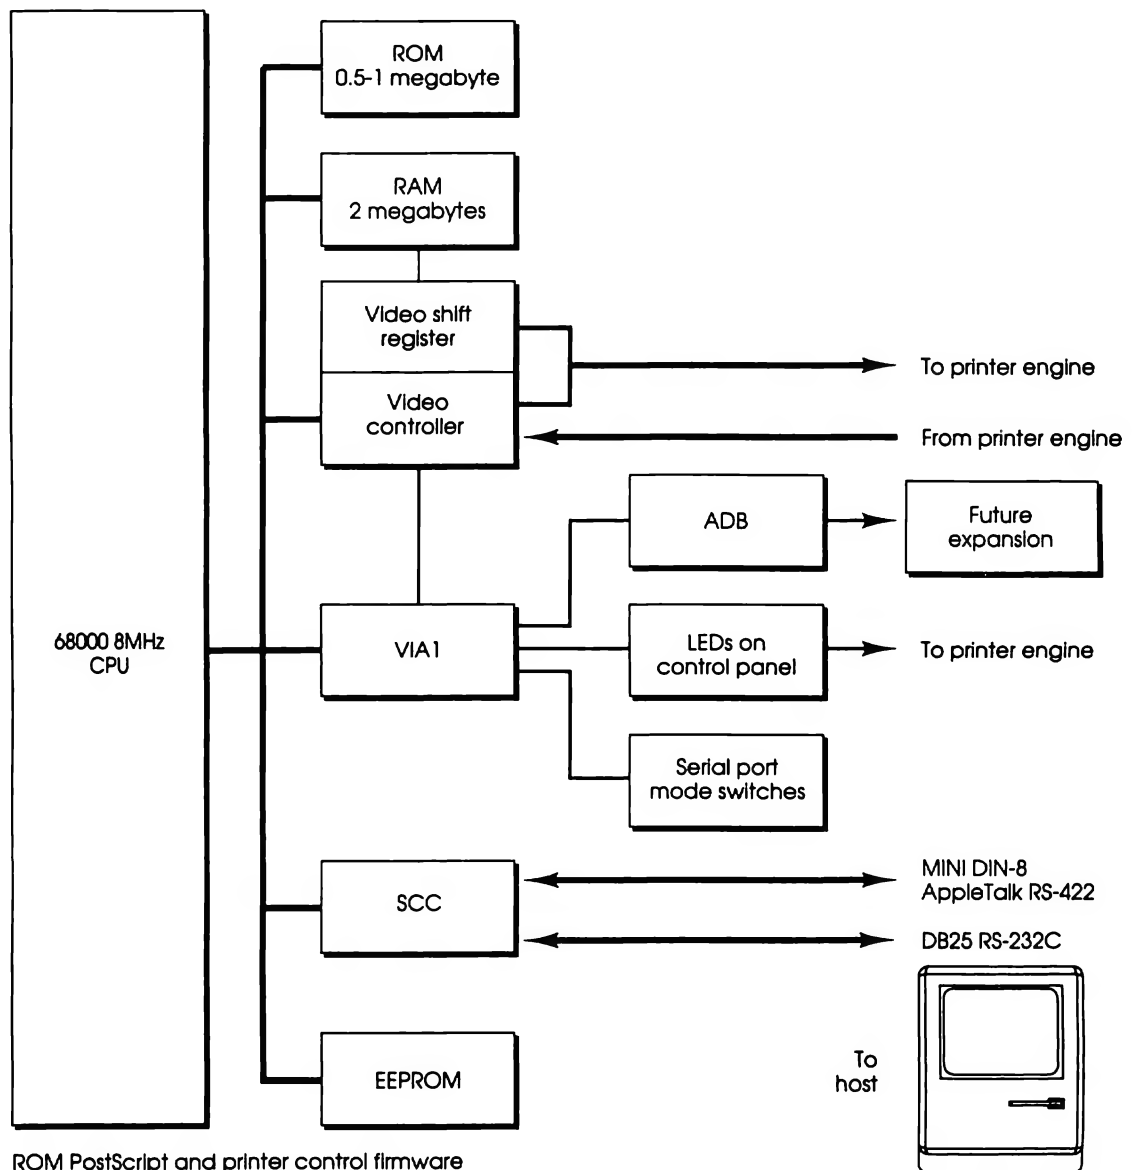 ROM
0.5-1 megabyte
RAM
2 megabytes
Video shift
register
Video
controller
To printer engine
From printer engine
ADB
Future
expansion
68000 8MHz
CPU
VIA1
LEDs on
control panel
To printer engine
Serial port
mode switches
SCC
MINI DIN-8
AppleTalk RS-422
DB25 RS-232C
EEPROM
To
host
ROM PostScript and printer control firmware